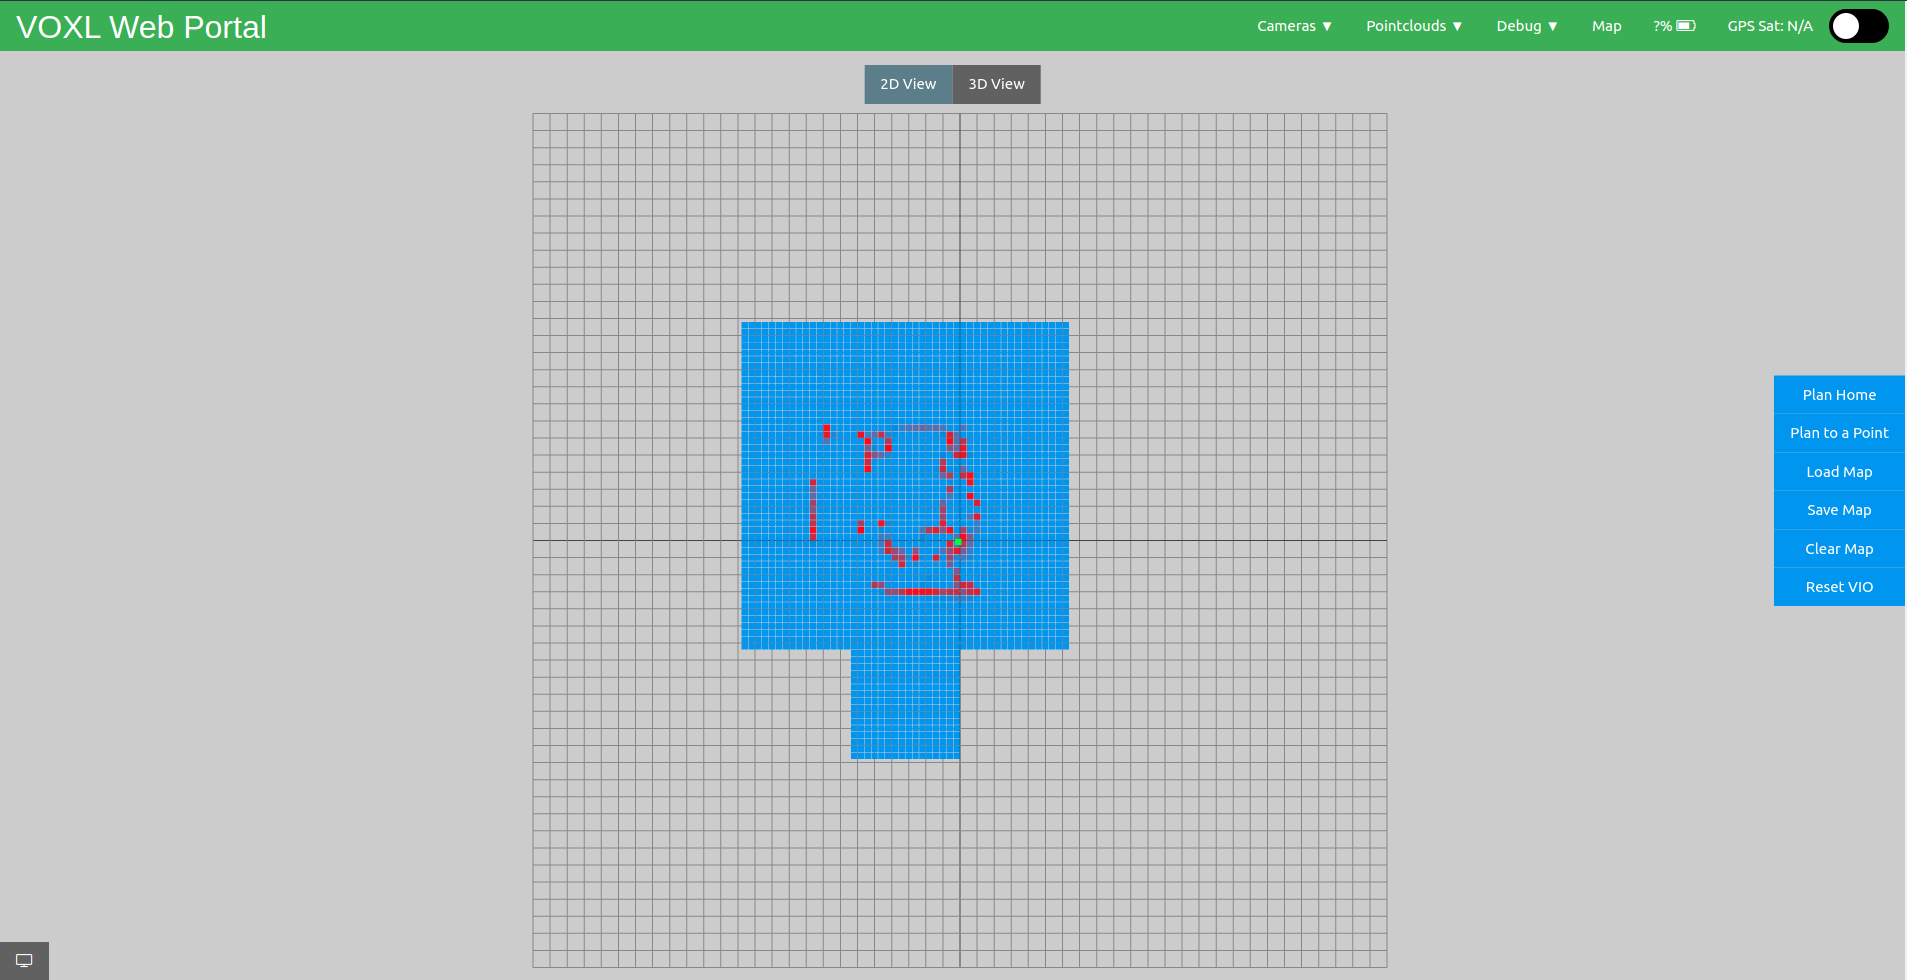 VOXL Web Portal
Cameras ▼ Pointclouds ▼ Debug ▼ Map ?% GPS Sat: N/A
2D View 3D View
Plan Home
Plan to a Point
Load Map
Save Map
Clear Map
Reset VIO